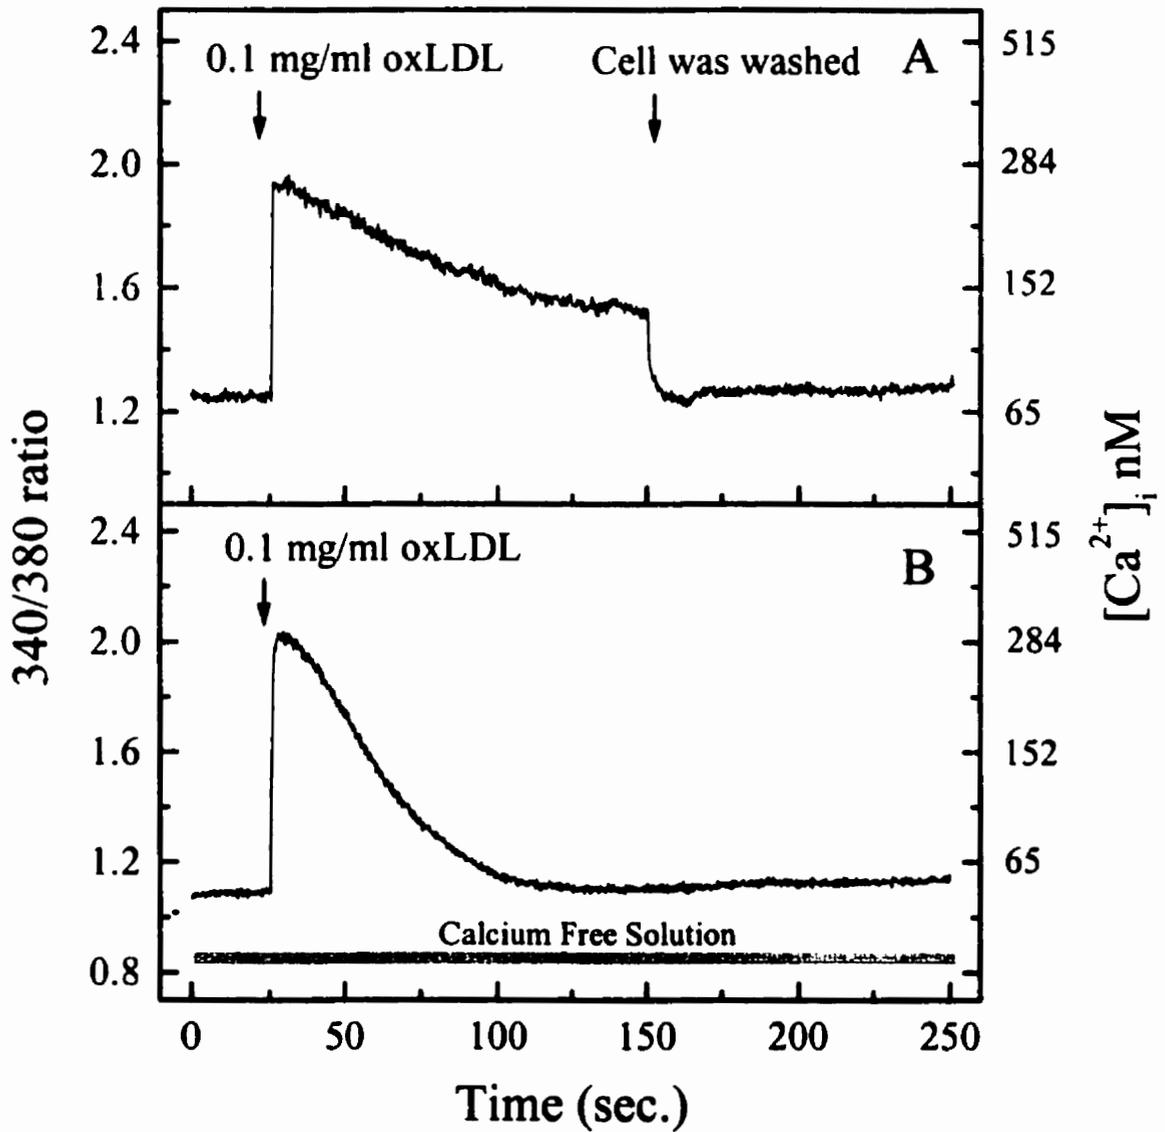 0.1 mg/ml oxLDL
Cell was washed
A
2.4
2.0
1.6
1.2
515
284
152
65
0.1 mg/ml oxLDL
B
2.4
2.0
1.6
1.2
0.8
515
284
152
65
Calcium Free Solution
0 50 100 150 200 250
Time (sec.)
340/380 ratio
[Ca²⁺]ᵢ nM